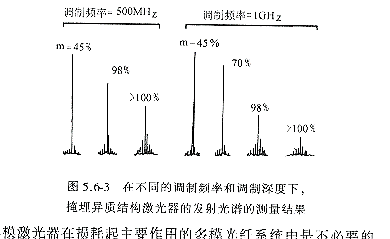 调制频率=500MHz
调制频率=1GHz
m=45%
98%
>100%
m=45%
70%
98%
>100%
图 5.6-3 在不同的调制频率和调制深度下,
掩埋异质结构激光器的发射光谱的测量结果
模激光器在损耗起主要作用的多模光纤系统中是不必要的